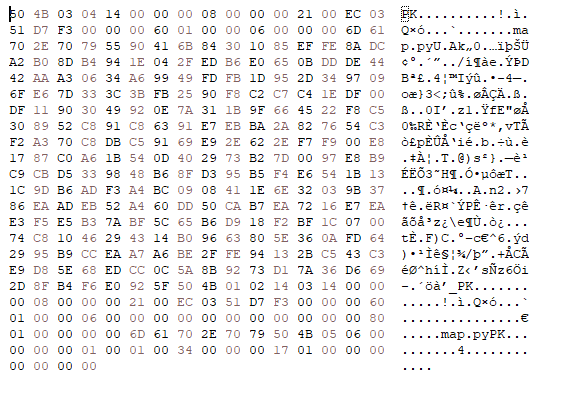 50 4B 03 04 14 00 00 00 08 00 00 00 21 00 EC 03 PK..........!.ì.
51 D7 F3 00 00 00 60 01 00 00 06 00 00 00 6D 61 Q×ó...`.......ma
70 2E 70 79 55 90 41 6B 84 30 10 85 EF FE 8A DC p.pyU.Ak„0.…ïþŠÜ
A2 B0 8D B4 94 1E 04 2F ED B6 E0 65 0B DD DE 44 ¢°.´”../í¶àe.ÝÞD
42 AA A3 06 34 A6 99 49 FD FB 1D 95 2D 34 97 09 Bª£.4¦™Iýû.•-4—.
6F E6 7D 33 3C 3B FB 25 90 F8 C2 C7 C4 1E DF 00 oæ}3<;û%.øÂÇÄ.ß.
DF 11 90 30 49 92 0E 7A 31 1B 9F 66 45 22 F8 C5 ß..0I’.z1.ŸfE"øÅ
30 89 52 C8 91 C8 63 91 E7 EB BA 2A 82 76 54 C3 0‰RÈ‘Èc‘çëº*‚vTÃ
F2 A3 70 C8 DB C5 91 69 E9 2E 62 2E F7 F9 00 E8 ò£pÈÛÅ‘ié.b.÷ù.è
17 87 C0 A6 1B 54 0D 40 29 73 B2 7D 00 97 E8 B9 .‡À¦.T.@)s²}.—è¹
C9 CB D5 33 98 48 B6 8F D3 95 B5 F4 E6 54 1B 13 ÉËÕ3˜H¶.Ó•µôæT..
1C 9D B6 AD F3 A4 BC 09 08 41 1E 6E 32 03 9B 37 ..¶.ó¤¼..A.n2.›7
86 EA AD EB 52 A4 60 DD 50 CA B7 EA 72 16 E7 EA †ê.ëR¤`ÝPÊ·êr.çê
E3 F5 E5 B3 7A BF 5C 65 B6 D9 18 F2 BF 1C 07 00 ãõå³z¿\e¶Ù.ò¿...
74 C8 10 46 29 43 14 B0 96 63 80 5E 36 0A FD 64 tÈ.F)C.°–c€^6.ýd
29 95 B9 CC EA A7 A6 BE 2F FE 94 13 2B C5 43 C3 )•¹Ìê§¦¾/þ”.+ÅCÃ
E9 D8 5E 68 ED CC 0C 5A 8B 92 73 D1 7A 36 D6 69 éØ^híÌ.Z‹’sÑz6Öi
2D 8F B4 F6 E0 92 5F 50 4B 01 02 14 03 14 00 00 -.´öà’_PK.......
00 08 00 00 00 21 00 EC 03 51 D7 F3 00 00 00 60 .....!.ì.Q×ó...`
01 00 00 06 00 00 00 00 00 00 00 00 00 00 00 80 ...............€
01 00 00 00 00 6D 61 70 2E 70 79 50 4B 05 06 00 .....map.pyPK...
00 00 00 01 00 01 00 34 00 00 00 17 01 00 00 00 .......4........
00 00 00 00 ....